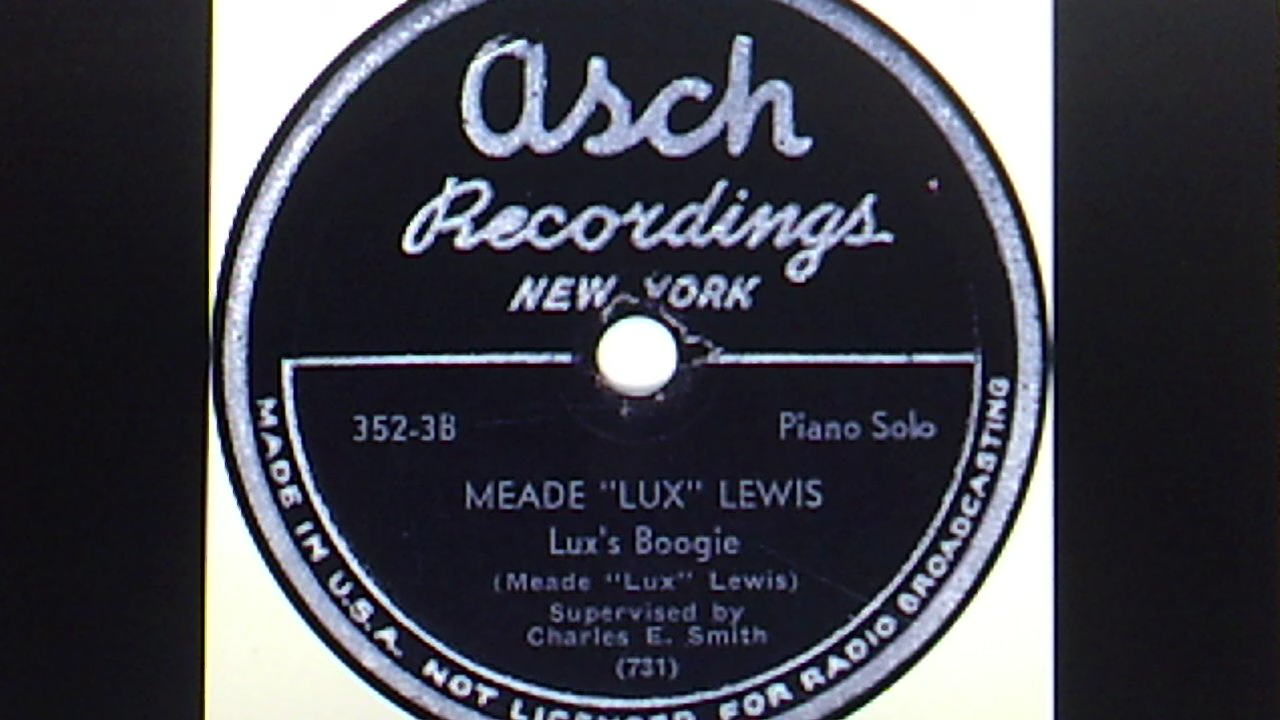 asch
Recordings
NEW YORK
352-3B
Piano Solo
MEADE "LUX" LEWIS
Lux's Boogie
(Meade "Lux" Lewis)
Supervised by
Charles E. Smith
(731)
MADE IN U.S.A. NOT LICENSED FOR RADIO BROADCASTING